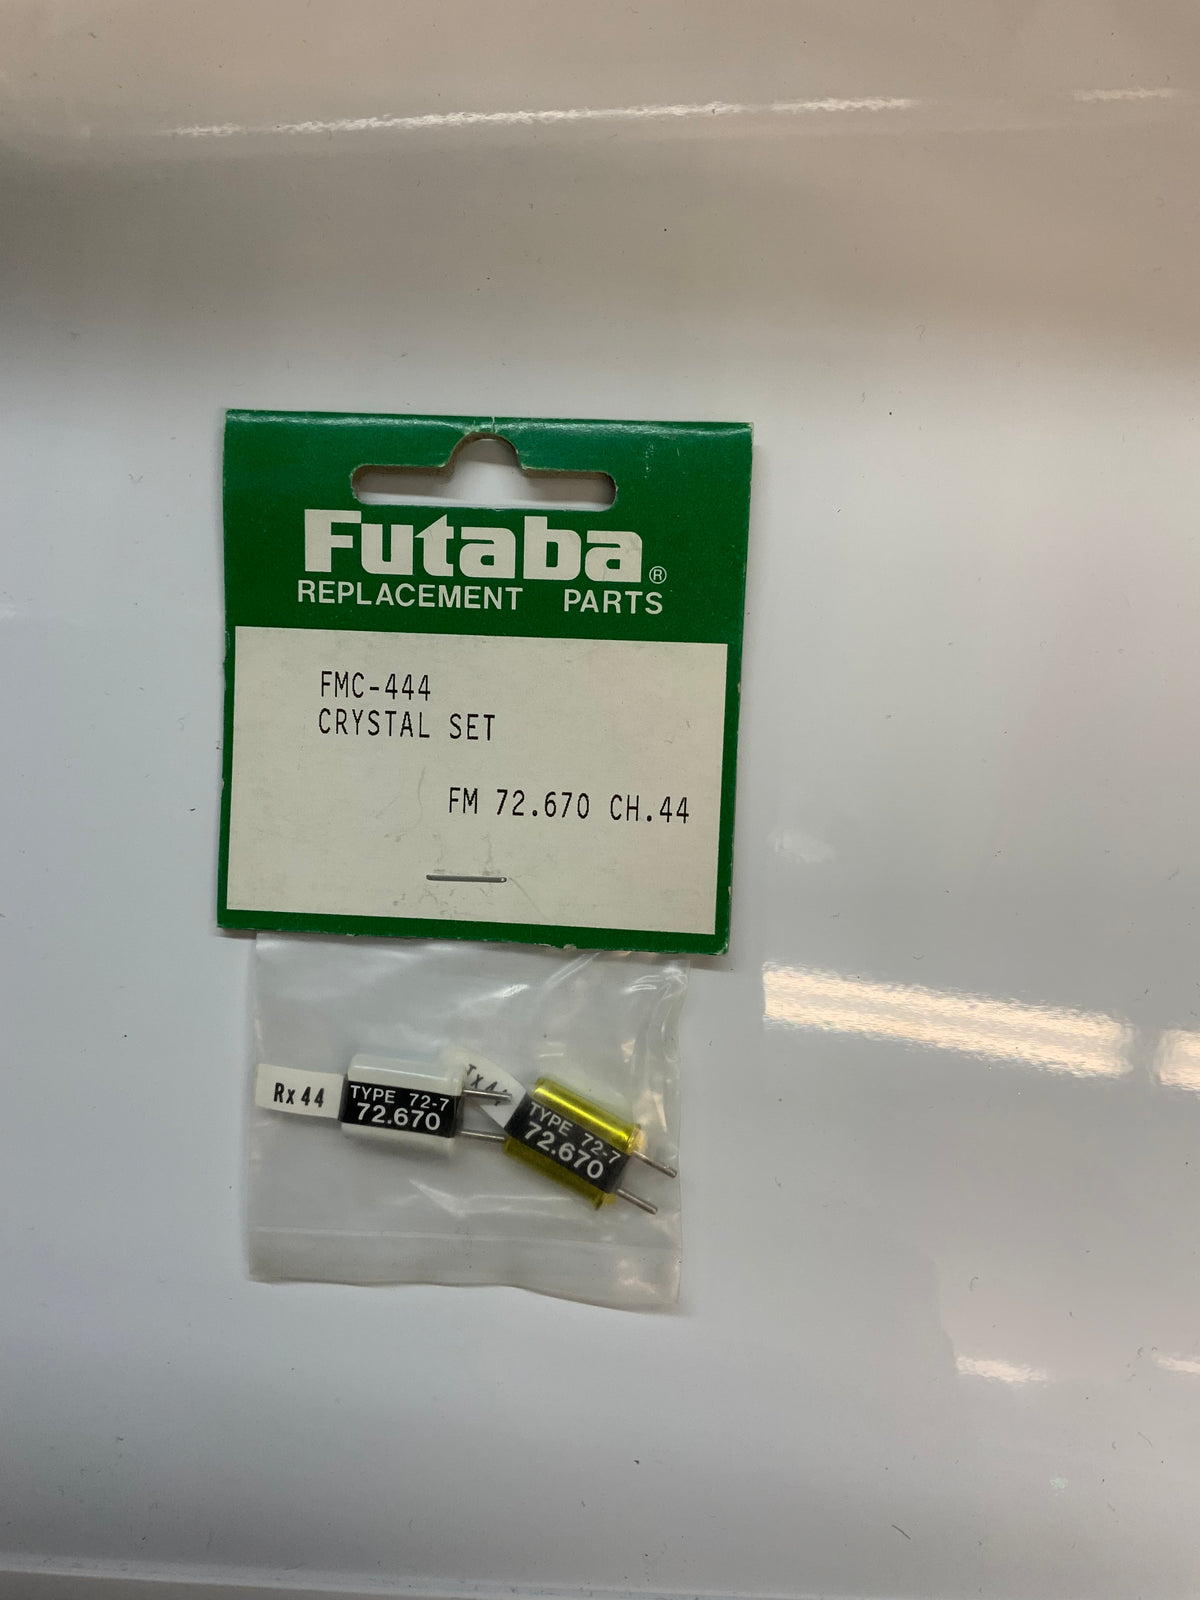 Futaba®
REPLACEMENT PARTS
FMC-444
CRYSTAL SET
FM 72.670 CH.44
Rx 44
TYPE 72-7
72.670
TYPE 72-7
72.670